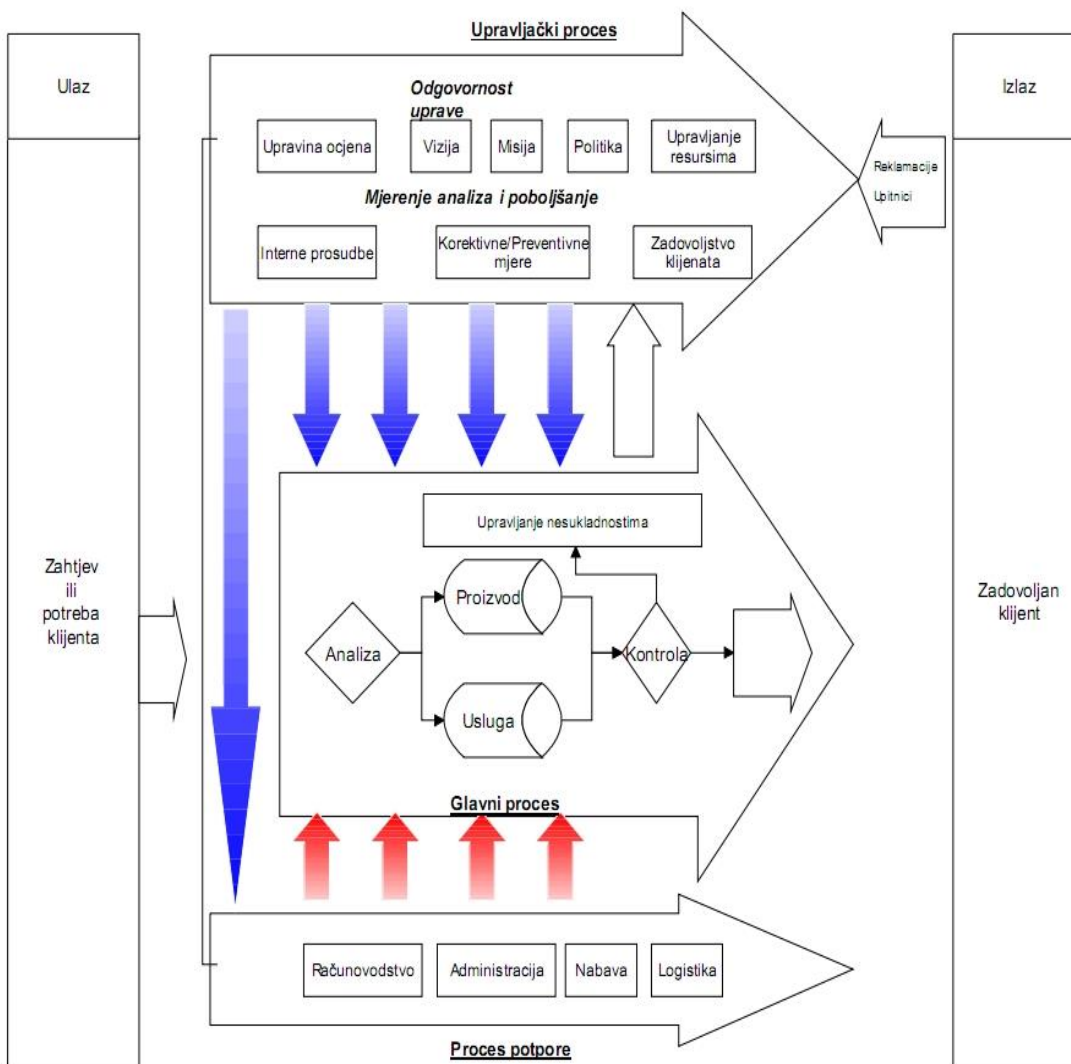 Upravljački proces
Ulaz
Izlaz
Odgovornost
uprave
Upravina ocjena
Vizija
Misija
Politika
Upravljanje
resursima
Reklamacije
Upitnici
Mjerenje analiza i poboljšanje
Interne prosudbe
Korektivne/Preventivne
mjere
Zadovoljstvo
klijenata
Upravljanje nesukladnostima
Zahtjev
ili
potreba
klijenta
Proizvod
Analiza
Kontrola
Usluga
Zadovoljan
klijent
Glavni proces
Računovodstvo
Administracija
Nabava
Logistika
Proces potpore